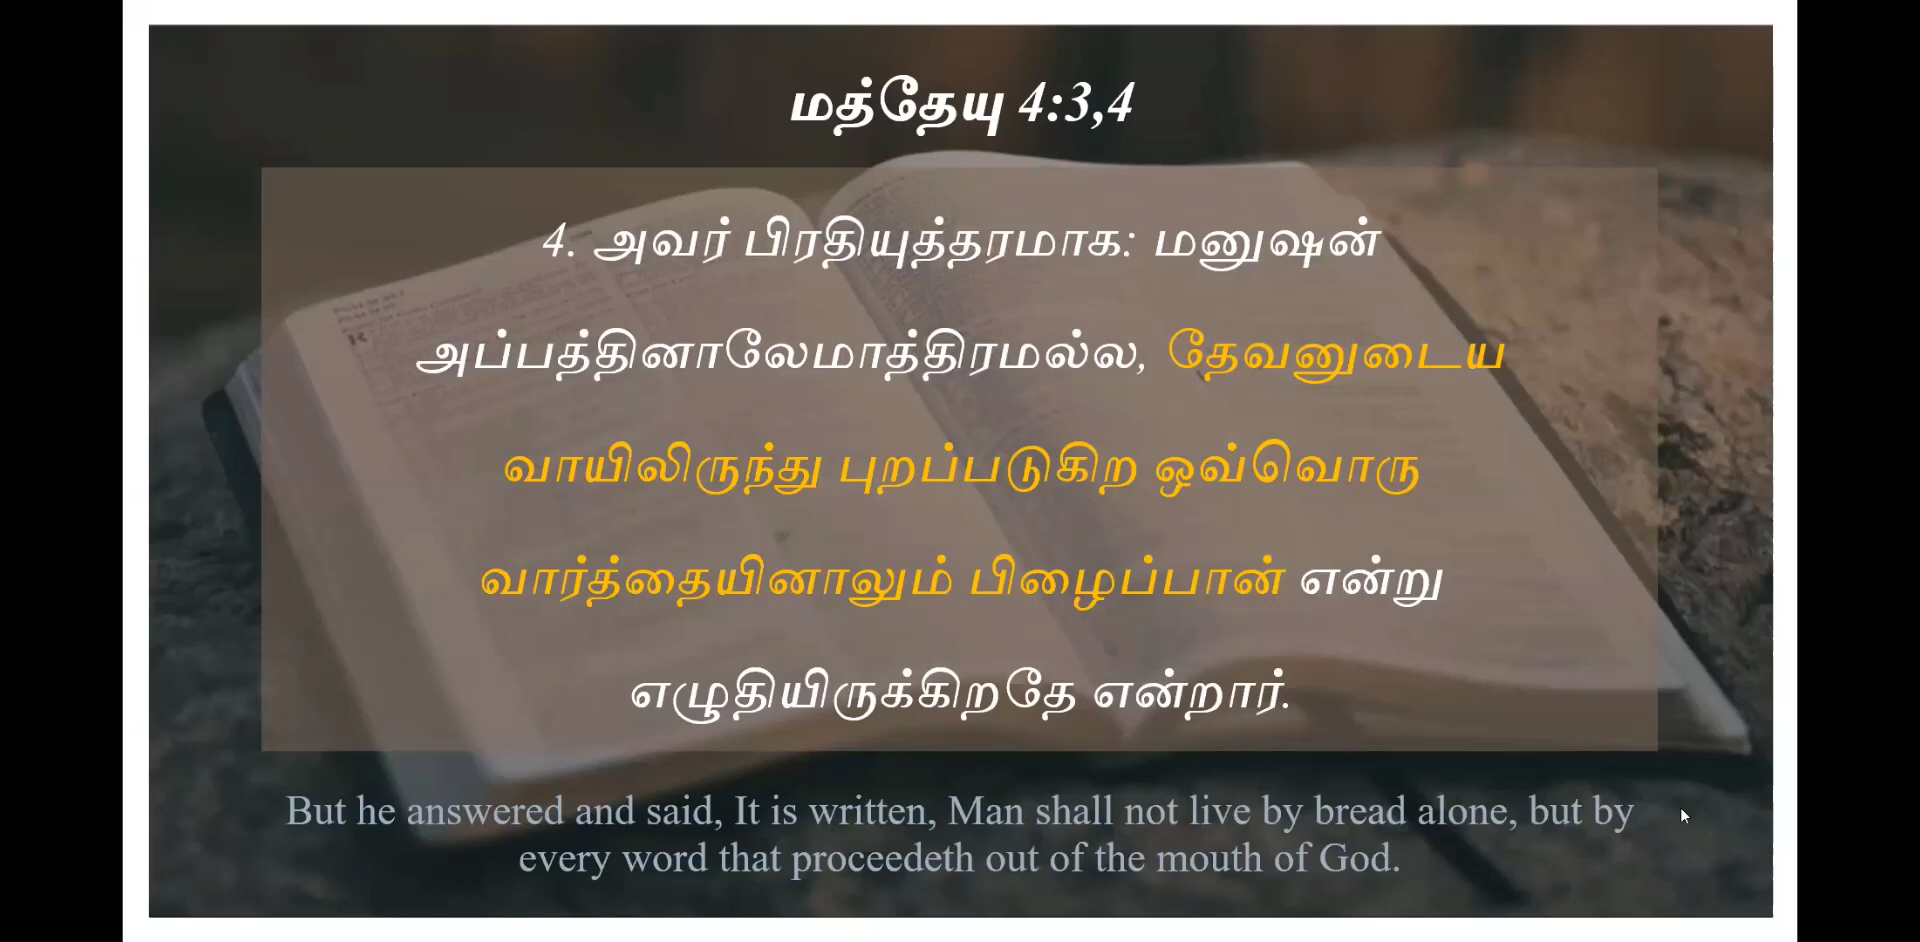 மத்தேயு 4:3,4
4. அவர் பிரதியுத்தரமாக: மனுஷன்
அப்பத்தினாலேமாத்திரமல்ல, தேவனுடைய
வாயிலிருந்து புறப்படுகிற ஒவ்வொரு
வார்த்தையினாலும் பிழைப்பான் என்று
எழுதியிருக்கிறதே என்றார்.
But he answered and said, It is written, Man shall not live by bread alone, but by
every word that proceedeth out of the mouth of God.